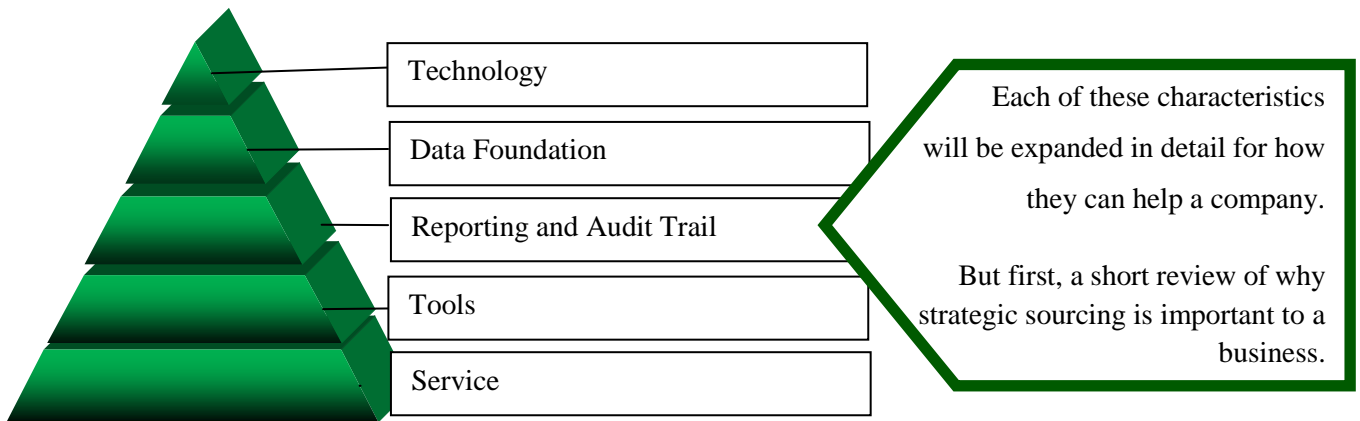 Technology
Data Foundation
Reporting and Audit Trail
Tools
Service
Each of these characteristics
will be expanded in detail for how
they can help a company.
But first, a short review of why
strategic sourcing is important to a
business.